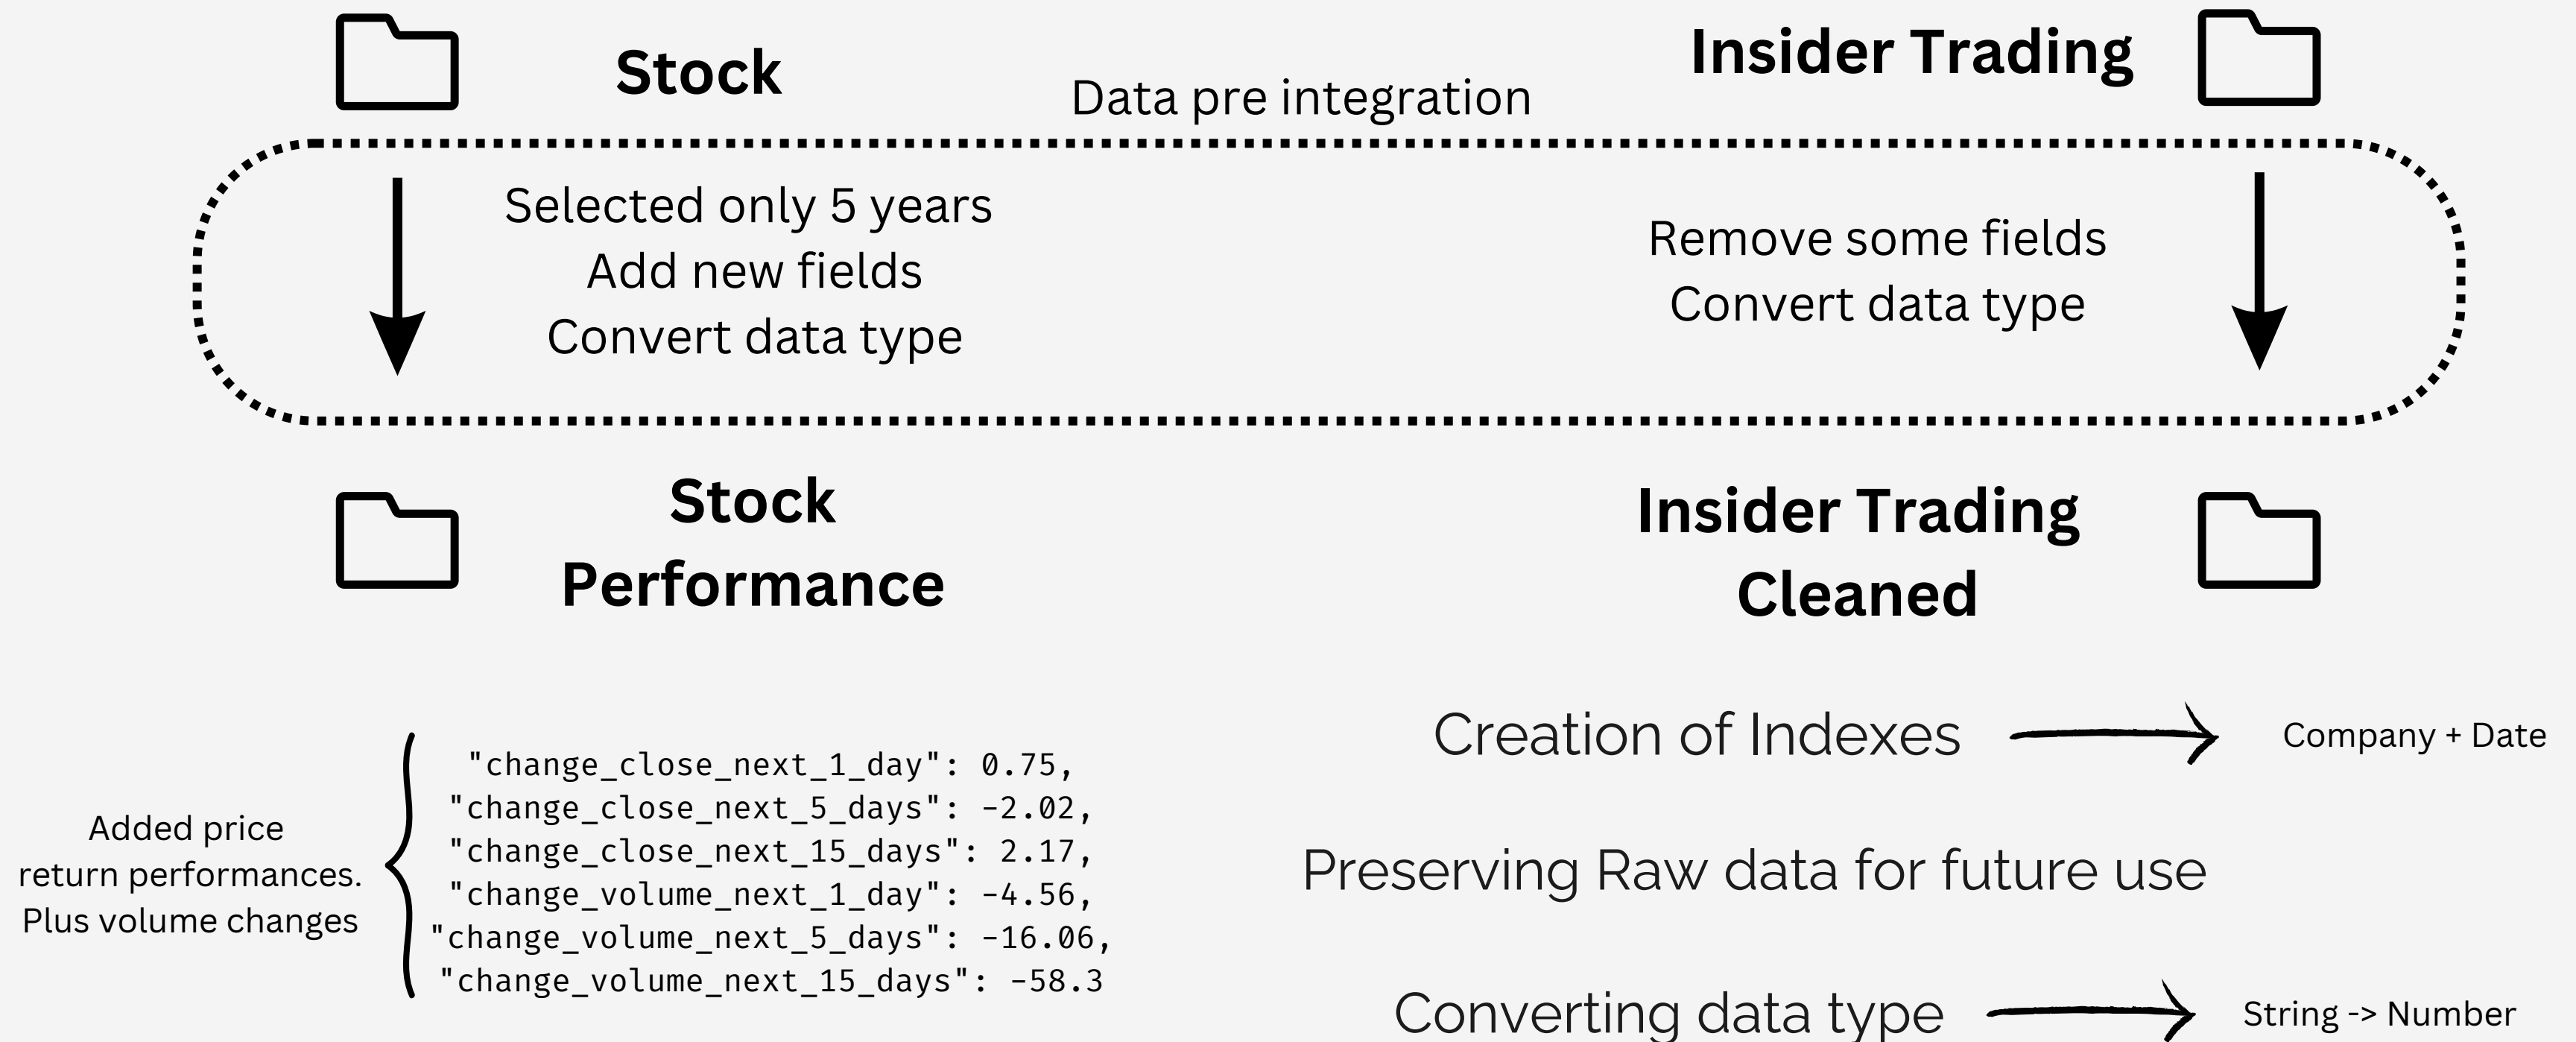 Stock
Data pre integration
Insider Trading
Selected only 5 years
Add new fields
Convert data type
Remove some fields
Convert data type
Stock
Performance
Insider Trading
Cleaned
Added price
return performances.
Plus volume changes
"change_close_next_1_day": 0.75,
"change_close_next_5_days": -2.02,
"change_close_next_15_days": 2.17,
"change_volume_next_1_day": -4.56,
"change_volume_next_5_days": -16.06,
"change_volume_next_15_days": -58.3
Creation of Indexes
Company + Date
Preserving Raw data for future use
Converting data type
String -> Number